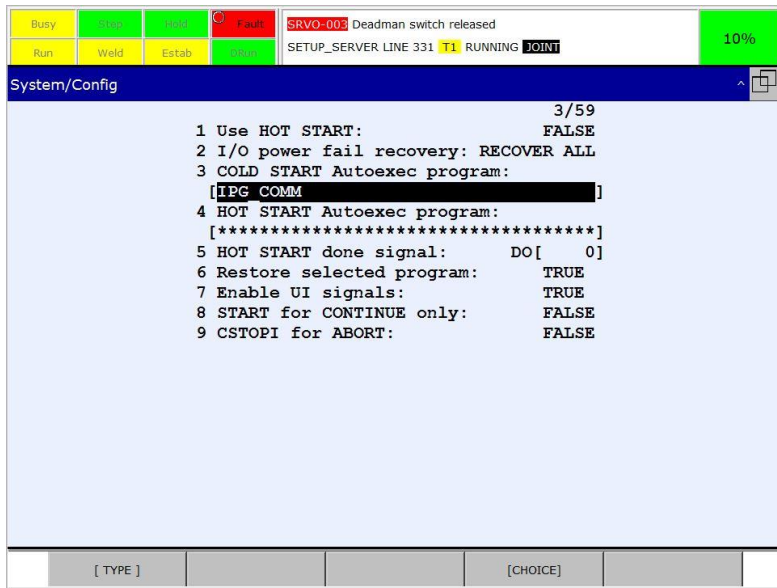 Busy Step Hold Fault
SRVO-003 Deadman switch released
Run Weld Estab DRun
SETUP_SERVER LINE 331 T1 RUNNING JOINT
10%
System/Config
3/59
1 Use HOT START: FALSE
2 I/O power fail recovery: RECOVER ALL
3 COLD START Autoexec program:
[IPG_COMM ]
4 HOT START Autoexec program:
[*************************************]
5 HOT START done signal: DO[ 0]
6 Restore selected program: TRUE
7 Enable UI signals: TRUE
8 START for CONTINUE only: FALSE
9 CSTOPI for ABORT: FALSE
[ TYPE ] [CHOICE]